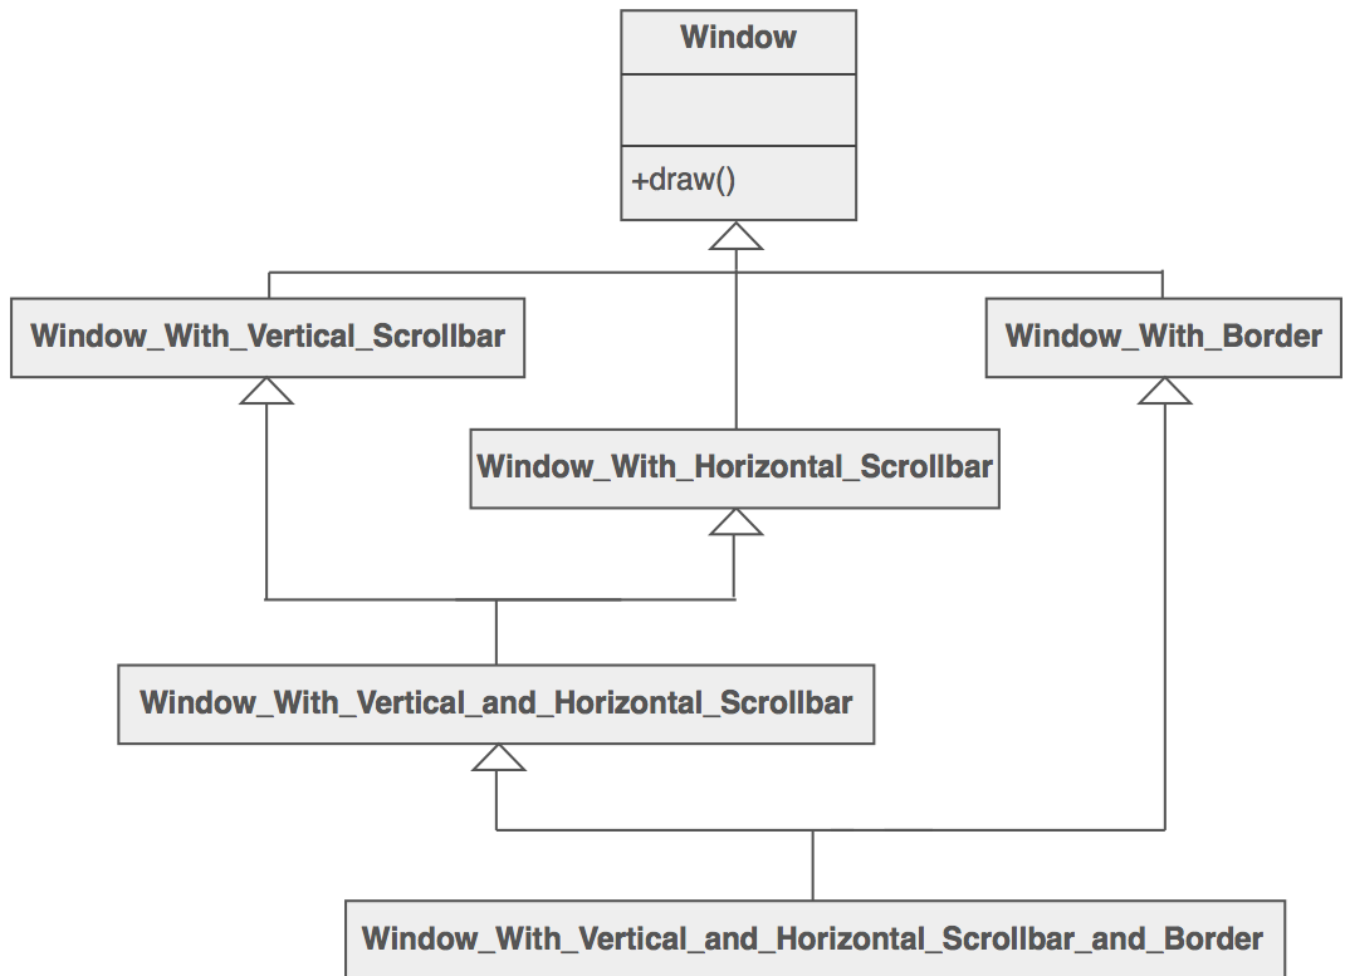 Window
+draw()
Window_With_Vertical_Scrollbar
Window_With_Border
Window_With_Horizontal_Scrollbar
Window_With_Vertical_and_Horizontal_Scrollbar
Window_With_Vertical_and_Horizontal_Scrollbar_and_Border